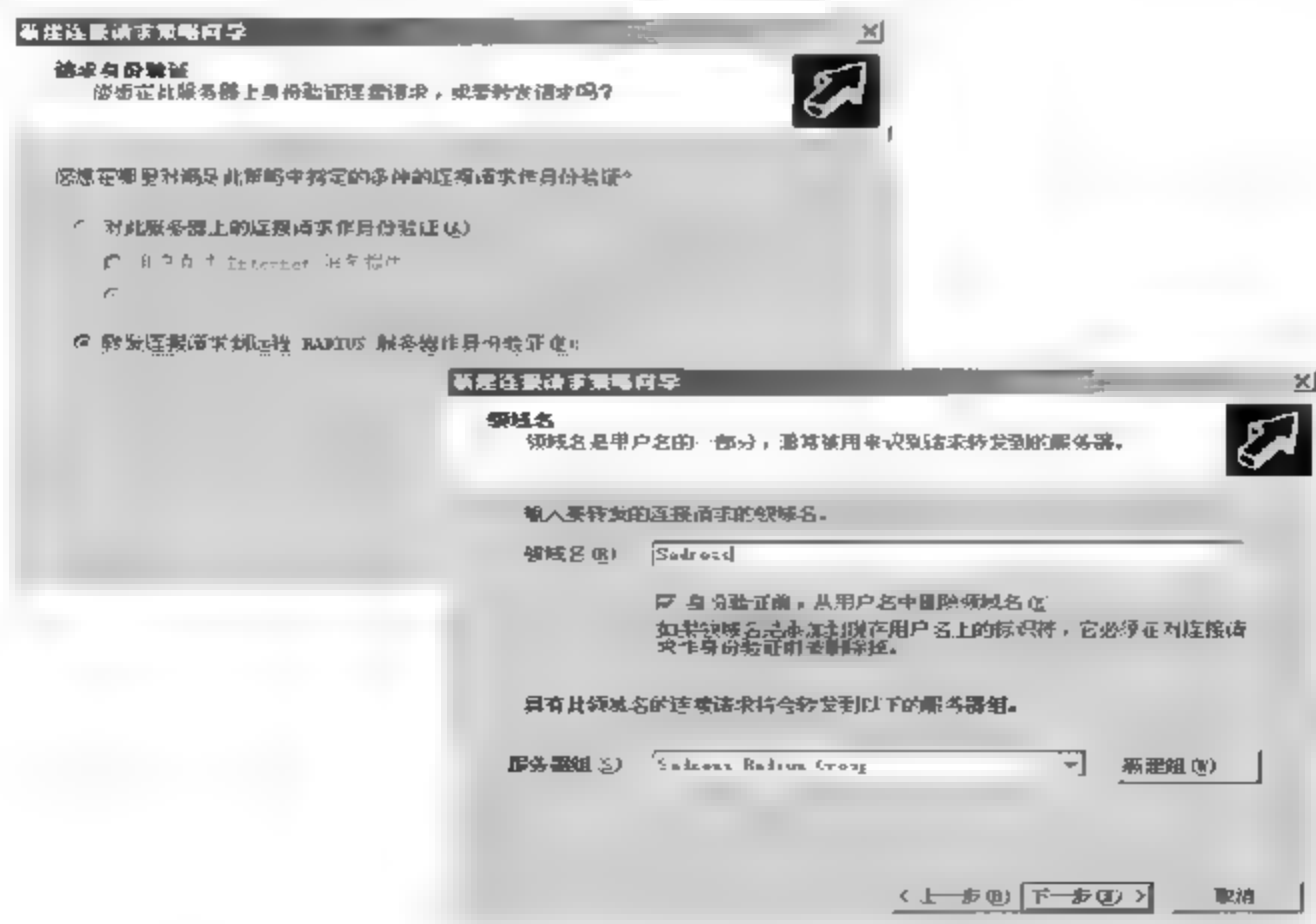 新建连接请求策略向导
请求身份验证
您想在此服务器上身份验证连接请求，或要转发请求吗?
您想在哪里对满足此策略中指定的条件的连接请求作身份验证?
对此服务器上的连接请求作身份验证(A)
Internet
转发连接请求到远程 RADIUS 服务器作身份验证
新建连接请求策略向导
领域名
领域名是用户名的一部分，通常被用来识别请求转发到的服务器。
输入要转发的连接请求的领域名。
领域名(R)
身份验证前，从用户名中删除领域名
如果领域名是添加到现存用户名上的标识符，它必须在对连接请
求作身份验证前被删除掉。
具有此领域名的连接请求将会转发到以下的服务器组。
服务器组(S) Radius Group 新建组(W)
< 上一步(B) 下一步 > 取消